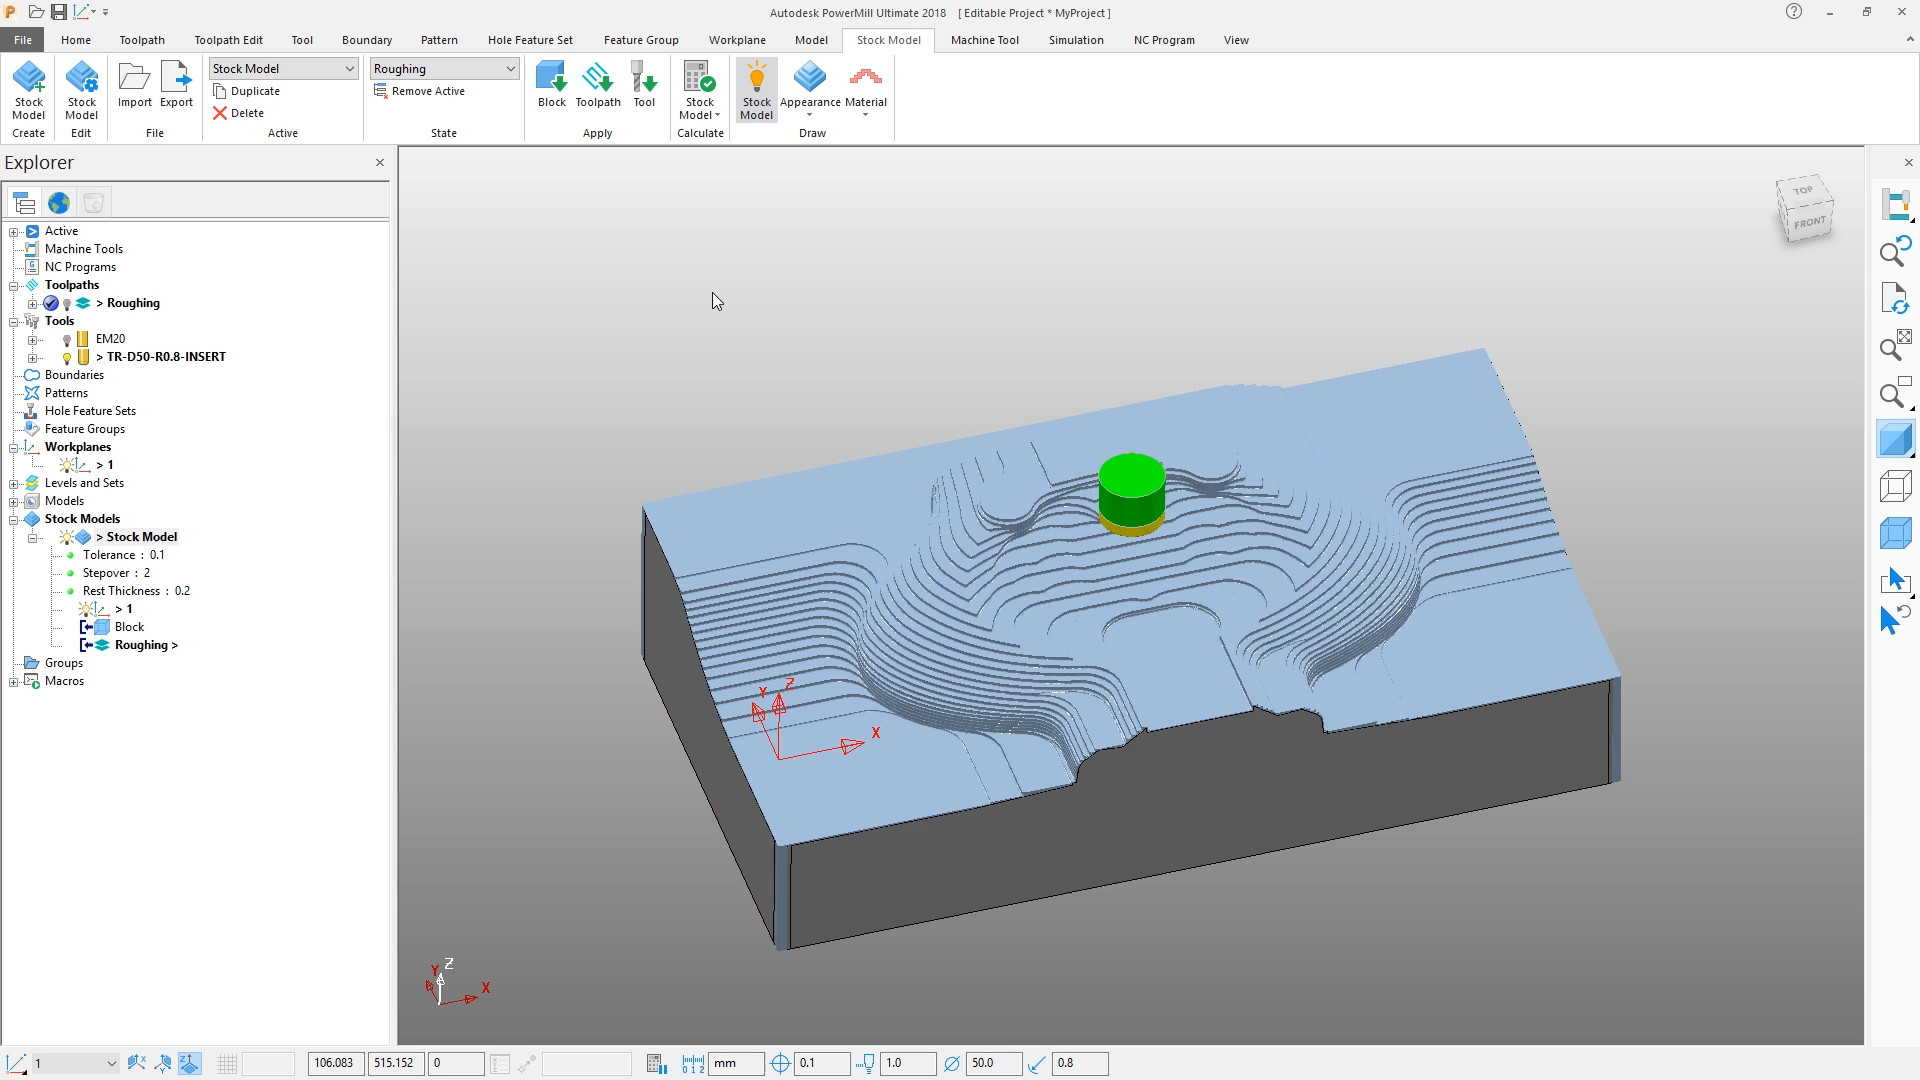 Autodesk PowerMill Ultimate 2018 [ Editable Project * MyProject ]
File Home Toolpath Toolpath Edit Tool Boundary Pattern Hole Feature Set Feature Group Workplane Model Stock Model Machine Tool Simulation NC Program View
Stock Model
Create
Stock Model
Edit
Import Export
File
Stock Model
Duplicate
Delete
Active
Roughing
Remove Active
State
Block Toolpath Tool
Apply
Stock Model
Calculate
Stock Model Appearance Material
Draw
Explorer
Active
Machine Tools
NC Programs
Toolpaths
> Roughing
Tools
EM20
> TR-D50-R0.8-INSERT
Boundaries
Patterns
Hole Feature Sets
Feature Groups
Workplanes
> 1
Levels and Sets
Models
Stock Models
> Stock Model
Tolerance : 0.1
Stepover : 2
Rest Thickness : 0.2
> 1
Block
Roughing >
Groups
Macros
TOP
FRONT
Y Z
X
Y Z
X
1 106.083 515.152 0 mm 0.1 1.0 50.0 0.8